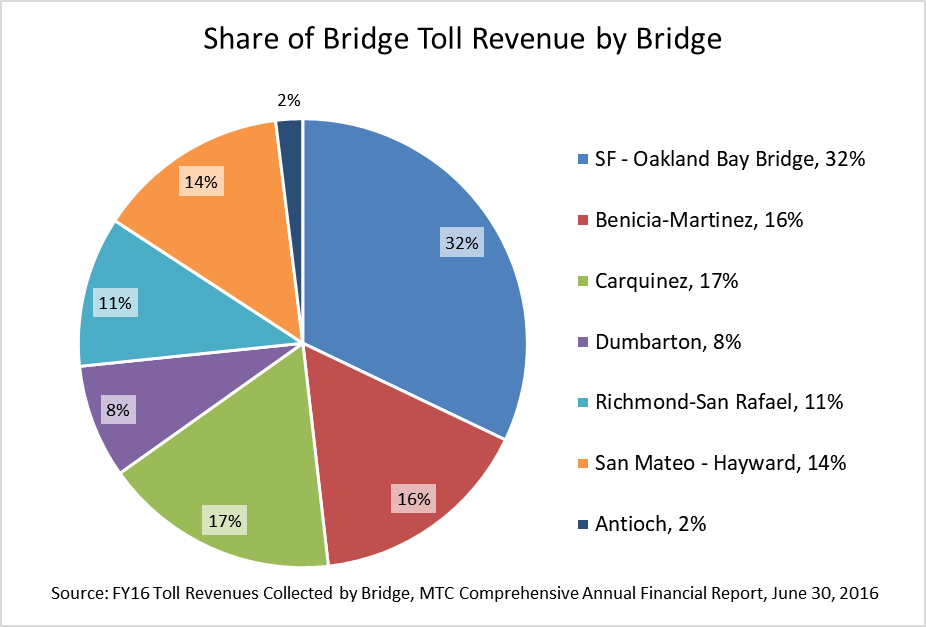 Share of Bridge Toll Revenue by Bridge
2%
14%
32%
11%
8%
16%
17%
SF - Oakland Bay Bridge, 32%
Benicia-Martinez, 16%
Carquinez, 17%
Dumbarton, 8%
Richmond-San Rafael, 11%
San Mateo - Hayward, 14%
Antioch, 2%
Source: FY16 Toll Revenues Collected by Bridge, MTC Comprehensive Annual Financial Report, June 30, 2016